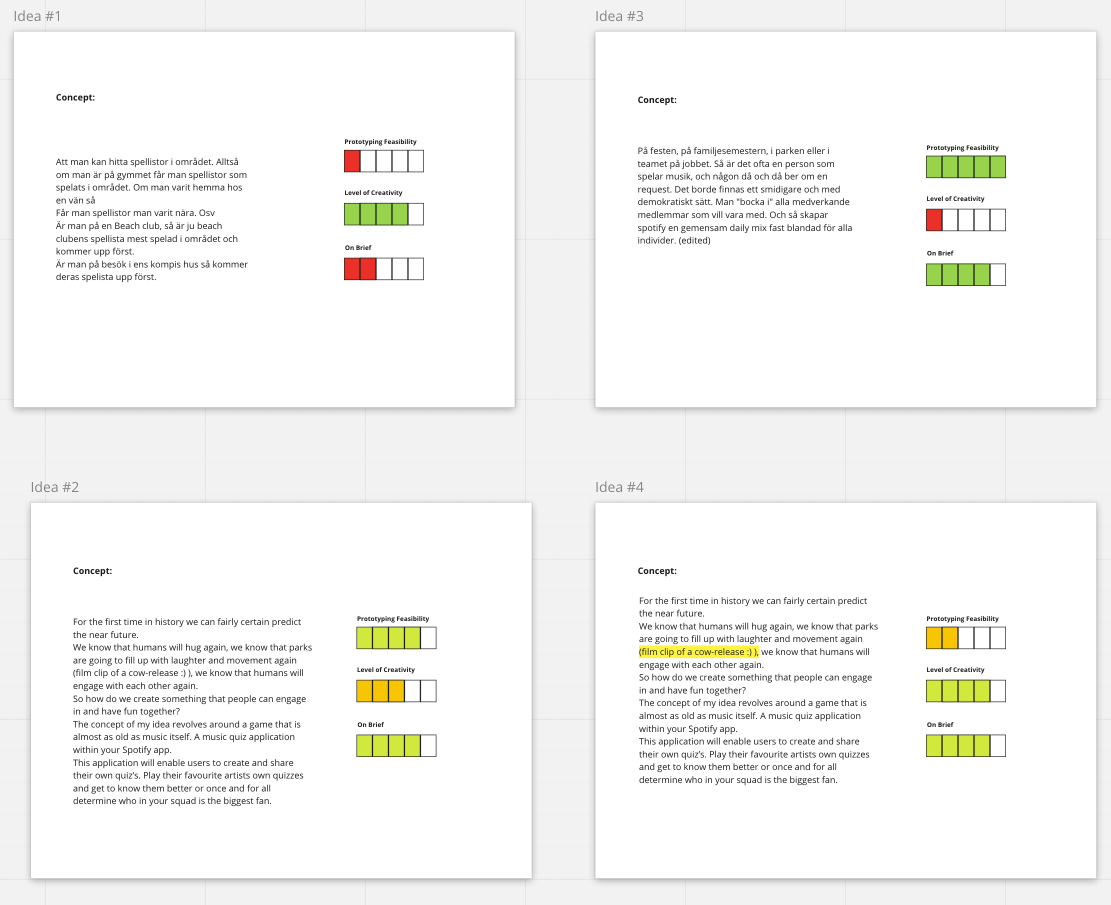 Idea #1
Concept:
Att man kan hitta spellistor i området. Alltså
om man är på gymmet får man spellistor som
spelats i området. Om man varit hemma hos
en vän så
Får man spellistor man varit nära. Osv
Är man på en Beach club, så är ju beach
clubens spellista mest spelad i området och
kommer upp först.
Är man på besök i ens kompis hus så kommer
deras spelista upp först.
Prototyping Feasibility
Level of Creativity
On Brief
Idea #3
Concept:
På festen, på familjesemestern, i parken eller i
teamet på jobbet. Så är det ofta en person som
spelar musik, och någon då och då ber om en
request. Det borde finnas ett smidigare och med
demokratiskt sätt. Man "bocka i" alla medverkande
medlemmar som vill vara med. Och så skapar
spotify en gemensam daily mix fast blandad för alla
individer. (edited)
Prototyping Feasibility
Level of Creativity
On Brief
Idea #2
Concept:
For the first time in history we can fairly certain predict
the near future.
We know that humans will hug again, we know that parks
are going to fill up with laughter and movement again
(film clip of a cow-release :) ), we know that humans will
engage with each other again.
So how do we create something that people can engage
in and have fun together?
The concept of my idea revolves around a game that is
almost as old as music itself. A music quiz application
within your Spotify app.
This application will enable users to create and share
their own quiz's. Play their favourite artists own quizzes
and get to know them better or once and for all
determine who in your squad is the biggest fan.
Prototyping Feasibility
Level of Creativity
On Brief
Idea #4
Concept:
For the first time in history we can fairly certain predict
the near future.
We know that humans will hug again, we know that parks
are going to fill up with laughter and movement again
(film clip of a cow-release :) ), we know that humans will
engage with each other again.
So how do we create something that people can engage
in and have fun together?
The concept of my idea revolves around a game that is
almost as old as music itself. A music quiz application
within your Spotify app.
This application will enable users to create and share
their own quiz's. Play their favourite artists own quizzes
and get to know them better or once and for all
determine who in your squad is the biggest fan.
Prototyping Feasibility
Level of Creativity
On Brief